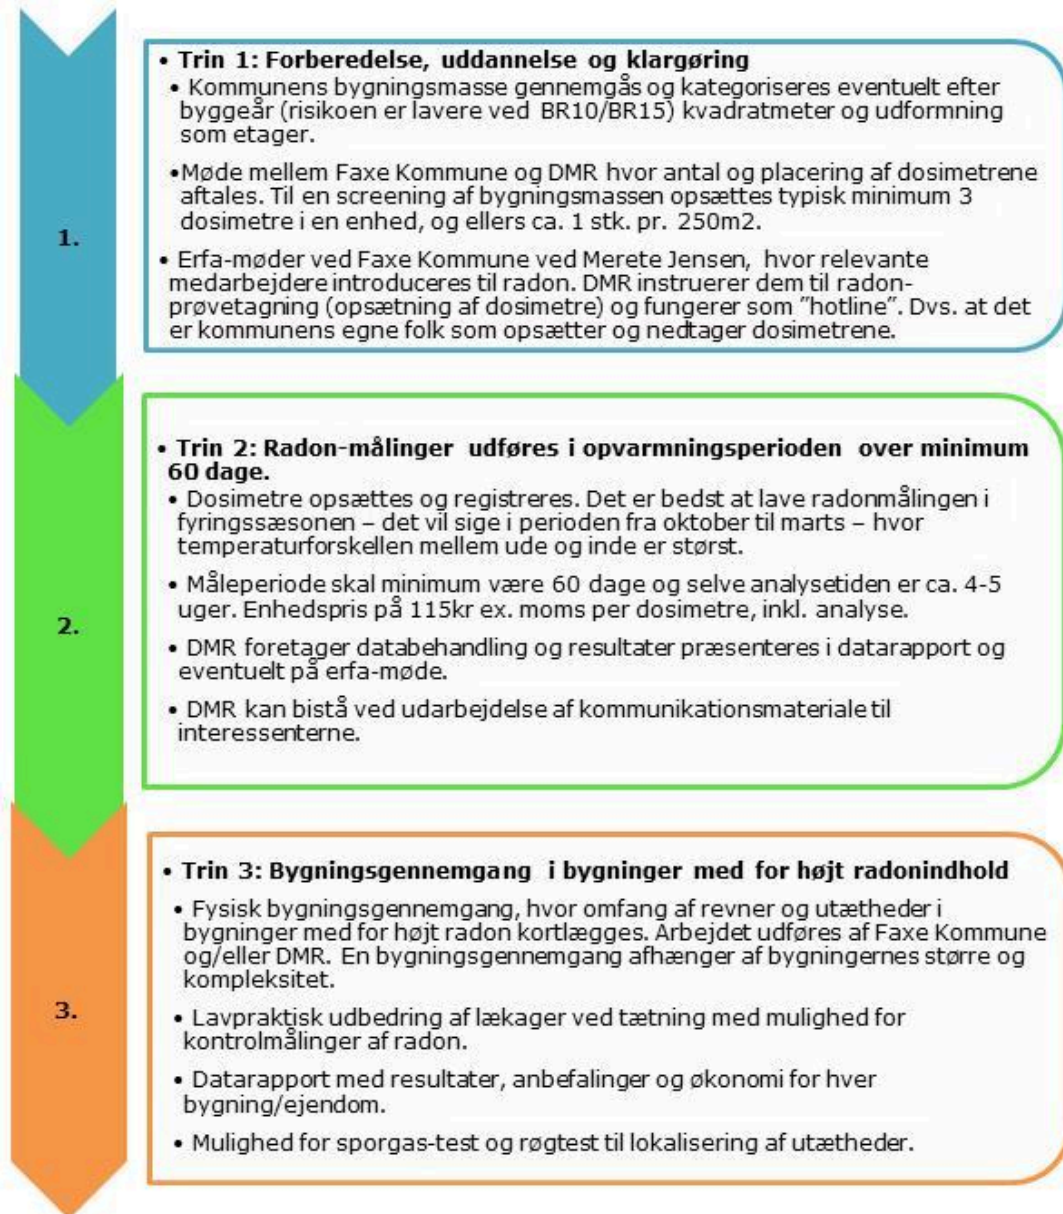 • Trin 1: Forberedelse, uddannelse og klargøring
• Kommunens bygningsmasse gennemgås og kategoriseres eventuelt efter
byggeår (risikoen er lavere ved BR10/BR15) kvadratmeter og udformning
som etager.
•Møde mellem Faxe Kommune og DMR hvor antal og placering af dosimetrene
aftales. Til en screening af bygningsmassen opsættes typisk minimum 3
dosimetre i en enhed, og ellers ca. 1 stk. pr. 250m2.
1.
• Erfa-møder ved Faxe Kommune ved Merete Jensen, hvor relevante
medarbejdere introduceres til radon. DMR instruerer dem til radon-
prøvetagning (opsætning af dosimetre) og fungerer som ”hotline”. Dvs. at det
er kommunens egne folk som opsætter og nedtager dosimetrene.
• Trin 2: Radon-målinger udføres i opvarmningsperioden over minimum
60 dage.
• Dosimetre opsættes og registreres. Det er bedst at lave radonmålingen i
fyringssæsonen – det vil sige i perioden fra oktober til marts – hvor
temperaturforskellen mellem ude og inde er størst.
• Måleperiode skal minimum være 60 dage og selve analysetiden er ca. 4-5
uger. Enhedspris på 115kr ex. moms per dosimetre, inkl. analyse.
2.
• DMR foretager databehandling og resultater præsenteres i datarapport og
eventuelt på erfa-møde.
• DMR kan bistå ved udarbejdelse af kommunikationsmateriale til
interessenterne.
• Trin 3: Bygningsgennemgang i bygninger med for højt radonindhold
• Fysisk bygningsgennemgang, hvor omfang af revner og utætheder i
bygninger med for højt radon kortlægges. Arbejdet udføres af Faxe Kommune
og/eller DMR. En bygningsgennemgang afhænger af bygningernes større og
kompleksitet.
3.
• Lavpraktisk udbedring af lækager ved tætning med mulighed for
kontrolmålinger af radon.
• Datarapport med resultater, anbefalinger og økonomi for hver
bygning/ejendom.
• Mulighed for sporgas-test og røgtest til lokalisering af utætheder.